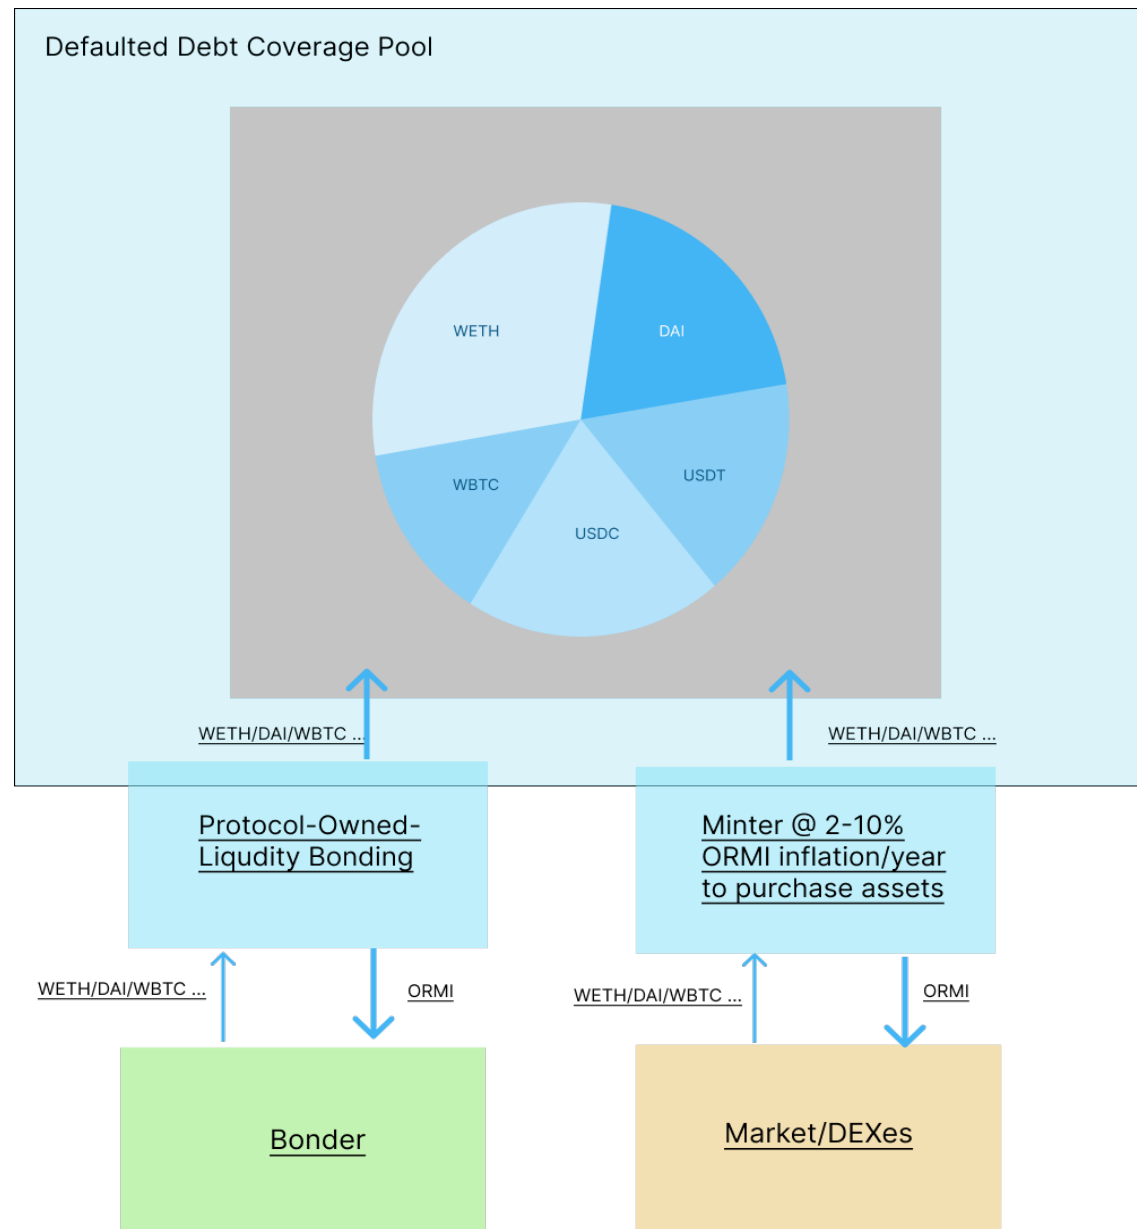 Defaulted Debt Coverage Pool
WETH
DAI
WBTC
USDT
USDC
WETH/DAI/WBTC ...
WETH/DAI/WBTC ...
Protocol-Owned-
Liqudity Bonding
Minter @ 2-10%
ORMI inflation/year
to purchase assets
WETH/DAI/WBTC ...
ORMI
WETH/DAI/WBTC ...
ORMI
Bonder
Market/DEXes